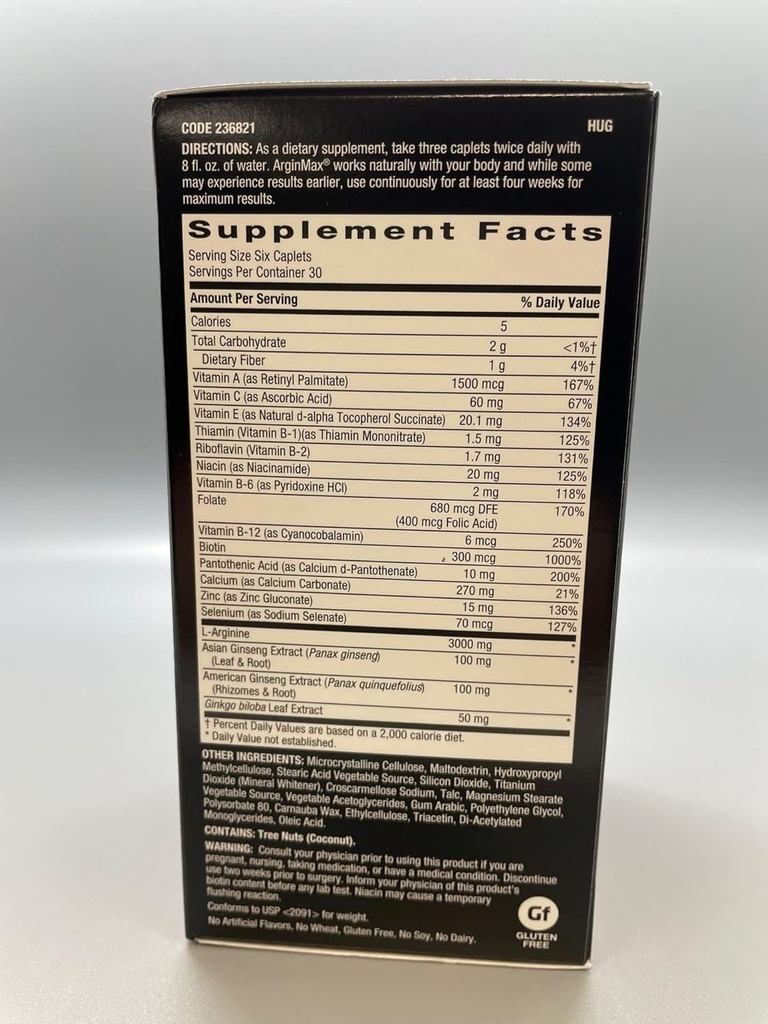 CODE 236821
HUG
DIRECTIONS: As a dietary supplement, take three caplets twice daily with
8 fl. oz. of water. ArginMax® works naturally with your body and while some
may experience results earlier, use continuously for at least four weeks for
maximum results.
Supplement Facts
Serving Size Six Caplets
Servings Per Container 30
Amount Per Serving % Daily Value
Calories 5
Total Carbohydrate 2 g <1%†
Dietary Fiber 1 g 4%†
Vitamin A (as Retinyl Palmitate) 1500 mcg 167%
Vitamin C (as Ascorbic Acid) 60 mg 67%
Vitamin E (as Natural d-alpha Tocopherol Succinate) 20.1 mg 134%
Thiamin (Vitamin B-1)(as Thiamin Mononitrate) 1.5 mg 125%
Riboflavin (Vitamin B-2) 1.7 mg 131%
Niacin (as Niacinamide) 20 mg 125%
Vitamin B-6 (as Pyridoxine HCl) 2 mg 118%
Folate 680 mcg DFE 170%
(400 mcg Folic Acid)
Vitamin B-12 (as Cyanocobalamin) 6 mcg 250%
Biotin 300 mcg 1000%
Pantothenic Acid (as Calcium d-Pantothenate) 10 mg 200%
Calcium (as Calcium Carbonate) 270 mg 21%
Zinc (as Zinc Gluconate) 15 mg 136%
Selenium (as Sodium Selenate) 70 mcg 127%
L-Arginine 3000 mg *
Asian Ginseng Extract (Panax ginseng) 100 mg *
(Leaf & Root)
American Ginseng Extract (Panax quinquefolius) 100 mg *
(Rhizomes & Root)
Ginkgo biloba Leaf Extract 50 mg *
† Percent Daily Values are based on a 2,000 calorie diet.
* Daily Value not established.
OTHER INGREDIENTS: Microcrystalline Cellulose, Maltodextrin, Hydroxypropyl
Methylcellulose, Stearic Acid Vegetable Source, Silicon Dioxide, Titanium
Dioxide (Mineral Whitener), Croscarmellose Sodium, Talc, Magnesium Stearate
Vegetable Source, Vegetable Acetoglycerides, Gum Arabic, Polyethylene Glycol,
Polysorbate 80, Carnauba Wax, Ethylcellulose, Triacetin, Di-Acetylated
Monoglycerides, Oleic Acid.
CONTAINS: Tree Nuts (Coconut).
WARNING: Consult your physician prior to using this product if you are
pregnant, nursing, taking medication, or have a medical condition. Discontinue
use two weeks prior to surgery. Inform your physician of this product's
biotin content before any lab test. Niacin may cause a temporary
flushing reaction.
Conforms to USP <2091> for weight.
No Artificial Flavors, No Wheat, Gluten Free, No Soy, No Dairy.
Gf
GLUTEN
FREE